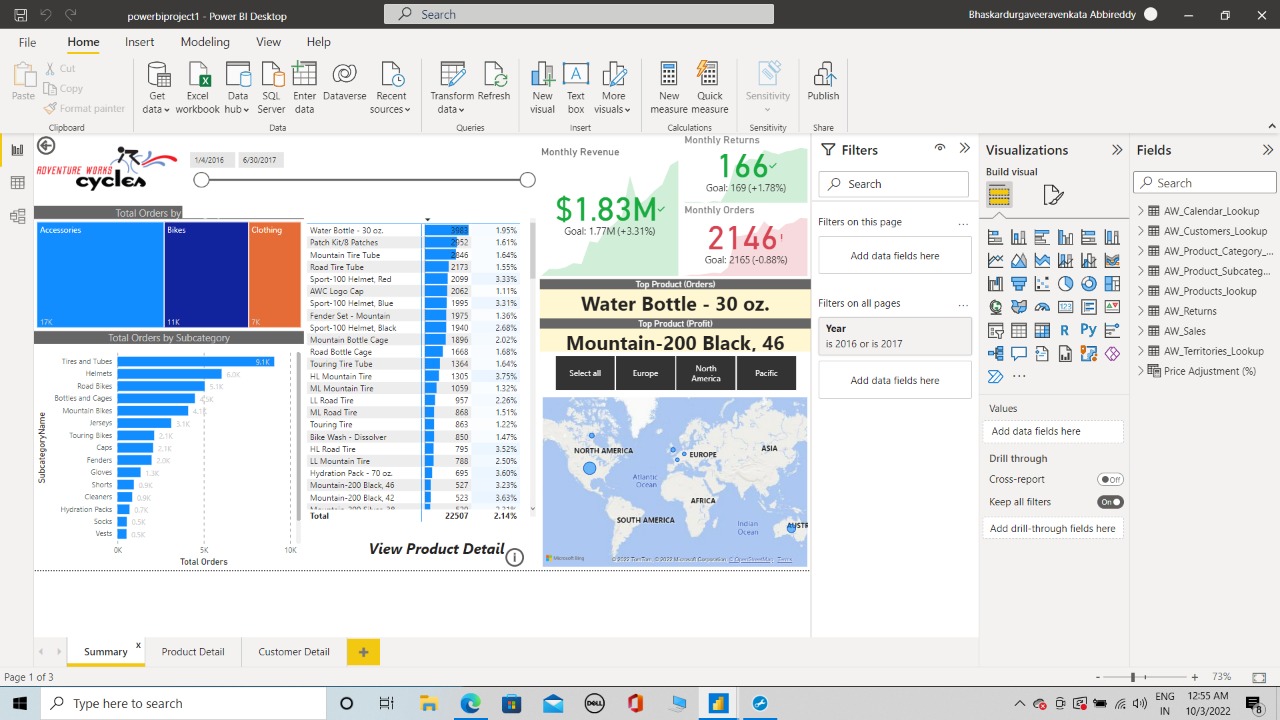 project1 - Power BI Desktop
Search
Bhaskardurgaveeravenkata Abbireddy
File Home Insert Modeling View Help
Paste
Cut
Copy
Format painter
Clipboard
Get data
Excel workbook
Data hub
SQL Server
Enter data
Dataverse
Recent sources
Data
Transform data
Refresh
Queries
New visual
Text box
More visuals
Insert
New measure
Quick measure
Calculations
Sensitivity
Sensitivity
Publish
Share
ADVENTURE WORKS
cycles
1/4/2016 6/30/2017
Total Orders by
Accessories
17K
Bikes
11K
Clothing
7K
Total Orders by Subcategory
SubcategoryName
Tires and Tubes 9.1K
Helmets 6.0K
Road Bikes 5.1K
Bottles and Cages 4.5K
Mountain Bikes 4.1K
Jerseys 3.1K
Touring Bikes 2.1K
Caps 2.1K
Fenders 2.0K
Gloves 1.3K
Shorts 0.9K
Cleaners 0.9K
Hydration Packs 0.7K
Socks 0.5K
Vests 0.5K
0K 5K 10K
Total Orders
Water Bottle - 30 oz. 3983 1.95%
Patch Kit/8 Patches 2952 1.61%
Mountain Tire Tube 2846 1.64%
Road Tire Tube 2173 1.55%
Sport-100 Helmet, Red 2099 3.33%
AWC Logo Cap 2062 1.11%
Sport-100 Helmet, Blue 1995 3.31%
Fender Set - Mountain 1975 1.36%
Sport-100 Helmet, Black 1940 2.68%
Mountain Bottle Cage 1896 2.02%
Road Bottle Cage 1668 1.68%
Touring Tire Tube 1364 1.64%
HL Mountain Tire 1305 3.75%
ML Mountain Tire 1059 1.32%
LL Road Tire 957 2.26%
ML Road Tire 868 1.51%
Touring Tire 863 1.22%
Bike Wash - Dissolver 850 1.47%
HL Road Tire 795 3.52%
LL Mountain Tire 788 2.50%
Hydration Pack - 70 oz. 695 3.60%
Mountain-200 Black, 46 527 3.23%
Mountain-200 Black, 42 523 3.63%
Total 22507 2.14%
View Product Detail
Monthly Revenue
$1.83M
Goal: 1.77M (+3.31%)
Monthly Returns
166
Goal: 169 (+1.78%)
Monthly Orders
2146!
Goal: 2165 (-0.88%)
Top Product (Orders)
Water Bottle - 30 oz.
Top Product (Profit)
Mountain-200 Black, 46
Select all
Europe
North America
Pacific
NORTH AMERICA
EUROPE
ASIA
Atlantic Ocean
AFRICA
SOUTH AMERICA
Indian Ocean
AUSTR
Microsoft Bing
© 2022 TomTom, © 2022 Microsoft Corporation, © OpenStreetMap Terms
Filters
Search
Filters on this page
...
Add data fields here
Filters on all pages
...
Year
is 2016 or is 2017
Add data fields here
Visualizations
Build visual
R Py
123
...
Values
Add data fields here
Drill through
Cross-report Off
Keep all filters On
Add drill-through fields here
Fields
Search
AW_Calendar_Lookup
AW_Customers_Lookup
AW_Product_Category_...
AW_Product_Subcateg...
AW_Products_lookup
AW_Returns
AW_Sales
AW_Territories_Lookup
Price Adjustment (%)
Summary x
Product Detail
Customer Detail
+
Page 1 of 3
- + 73%
Type here to search
DELL
ENG
IN
12:55 AM
10/3/2022
8